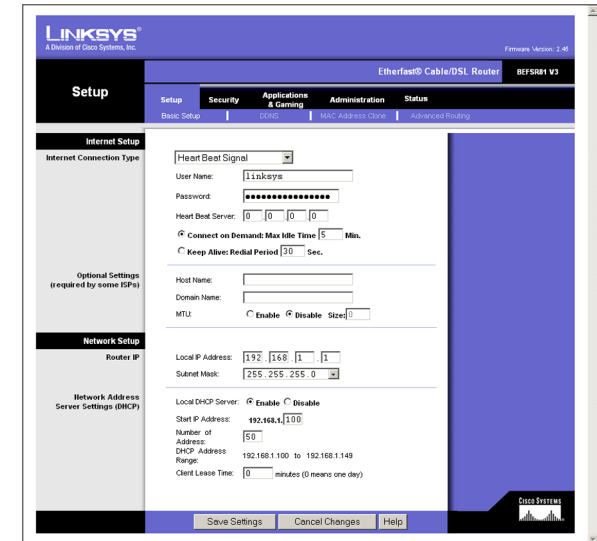 LINKSYS®
A Division of Cisco Systems, Inc.
Firmware Version: 2.46
Etherfast® Cable/DSL Router BEFSR81 V3
Setup
Setup Security Applications & Gaming Administration Status
Basic Setup DDNS MAC Address Clone Advanced Routing
Internet Setup
Internet Connection Type
Heart Beat Signal
User Name: linksys
Password: ●●●●●●●●●●●●●●●●
Heart Beat Server: 0 .0 .0 .0
Connect on Demand: Max Idle Time 5 Min.
Keep Alive: Redial Period 30 Sec.
Optional Settings
(required by some ISPs)
Host Name:
Domain Name:
MTU: Enable Disable Size: 0
Network Setup
Router IP
Local IP Address: 192 .168 .1 .1
Subnet Mask: 255.255.255.0
Network Address
Server Settings (DHCP)
Local DHCP Server: Enable Disable
Start IP Address: 192.168.1. 100
Number of Address: 50
DHCP Address Range: 192.168.1.100 to 192.168.1.149
Client Lease Time: 0 minutes (0 means one day)
Save Settings Cancel Changes Help
CISCO SYSTEMS